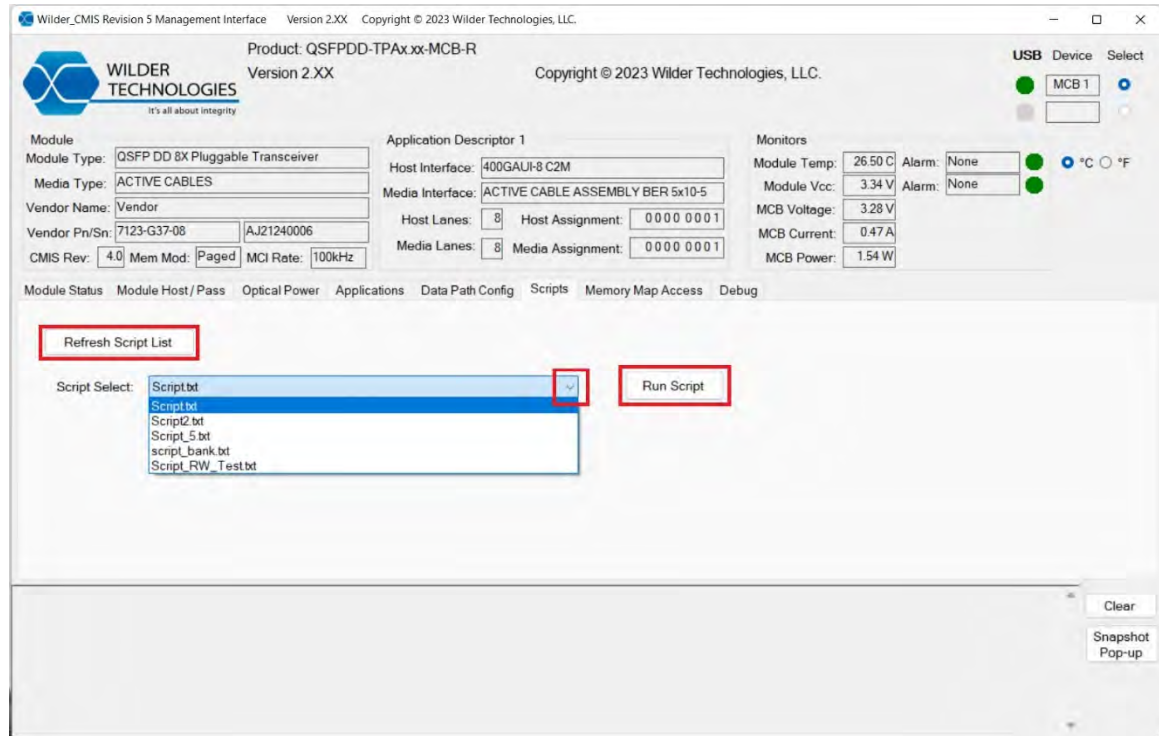 Wilder_CMIS Revision 5 Management Interface Version 2.XX Copyright © 2023 Wilder Technologies, LLC.
WILDER
TECHNOLOGIES
It's all about integrity
Product: QSFPDD-TPAx.xx-MCB-R
Version 2.XX
Copyright © 2023 Wilder Technologies, LLC.
USB Device Select
MCB 1
Module
Module Type: QSFP DD 8X Pluggable Transceiver
Media Type: ACTIVE CABLES
Vendor Name: Vendor
Vendor Pn/Sn: 7123-G37-08 AJ21240006
CMIS Rev: 4.0 Mem Mod: Paged MCI Rate: 100kHz
Application Descriptor 1
Host Interface: 400GAUI-8 C2M
Media Interface: ACTIVE CABLE ASSEMBLY BER 5x10-5
Host Lanes: 8 Host Assignment: 0000 0001
Media Lanes: 8 Media Assignment: 0000 0001
Monitors
Module Temp: 26.50 C Alarm: None °C °F
Module Vcc: 3.34 V Alarm: None
MCB Voltage: 3.28 V
MCB Current: 0.47 A
MCB Power: 1.54 W
Module Status Module Host / Pass Optical Power Applications Data Path Config Scripts Memory Map Access Debug
Refresh Script List
Script Select: Script.txt Run Script
Script.txt
Script2.txt
Script_5.txt
script_bank.txt
Script_RW_Test.txt
Clear
Snapshot
Pop-up